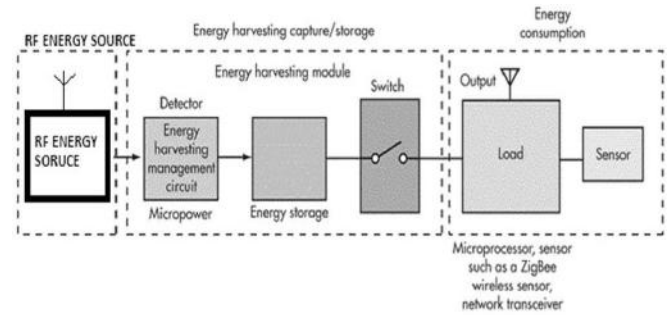 RF ENERGY SOURCE
Energy harvesting capture/storage
Energy
consumption
Energy harvesting module
Switch
Output
Detector
RF ENERGY
SORUCE
Energy
harvesting
management
circuit
Load
Sensor
Micropower
Energy storage
Microprocessor, sensor
such as a ZigBee
wireless sensor,
network transceiver